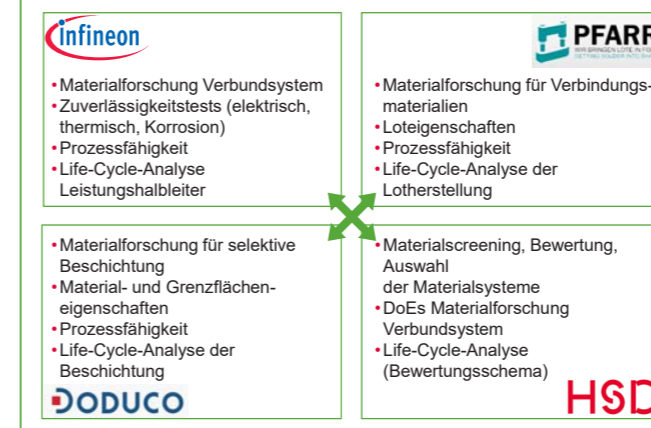 infineon
•Materialforschung Verbundsystem
•Zuverlässigkeitstests (elektrisch,
thermisch, Korrosion)
•Prozessfähigkeit
•Life-Cycle-Analyse
Leistungshalbleiter
PFARR
WIR BRINGEN LOTE IN FO
•Materialforschung für Verbindungs-
materialien
•Loteigenschaften
•Prozessfähigkeit
•Life-Cycle-Analyse der
Lotherstellung
•Materialforschung für selektive
Beschichtung
•Material- und Grenzflächen-
eigenschaften
•Prozessfähigkeit
•Life-Cycle-Analyse der
Beschichtung
DODUCO
•Materialscreening, Bewertung,
Auswahl
der Materialsysteme
•DoEs Materialforschung
Verbundsystem
•Life-Cycle-Analyse
(Bewertungsschema)
HSD